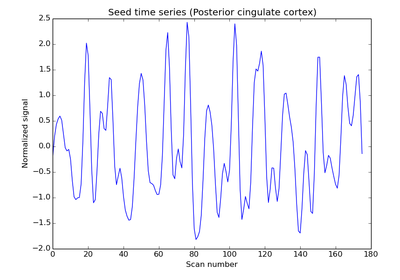 Seed time series (Posterior cingulate cortex)
2.5
2.0
1.5
1.0
0.5
0.0
−0.5
−1.0
−1.5
−2.0
Normalized signal
0 20 40 60 80 100 120 140 160 180
Scan number